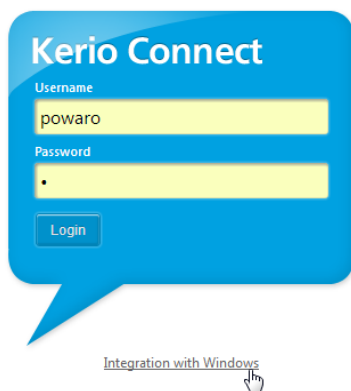 Kerio Connect
Username
powaro
Password
•
Login
Integration with Windows